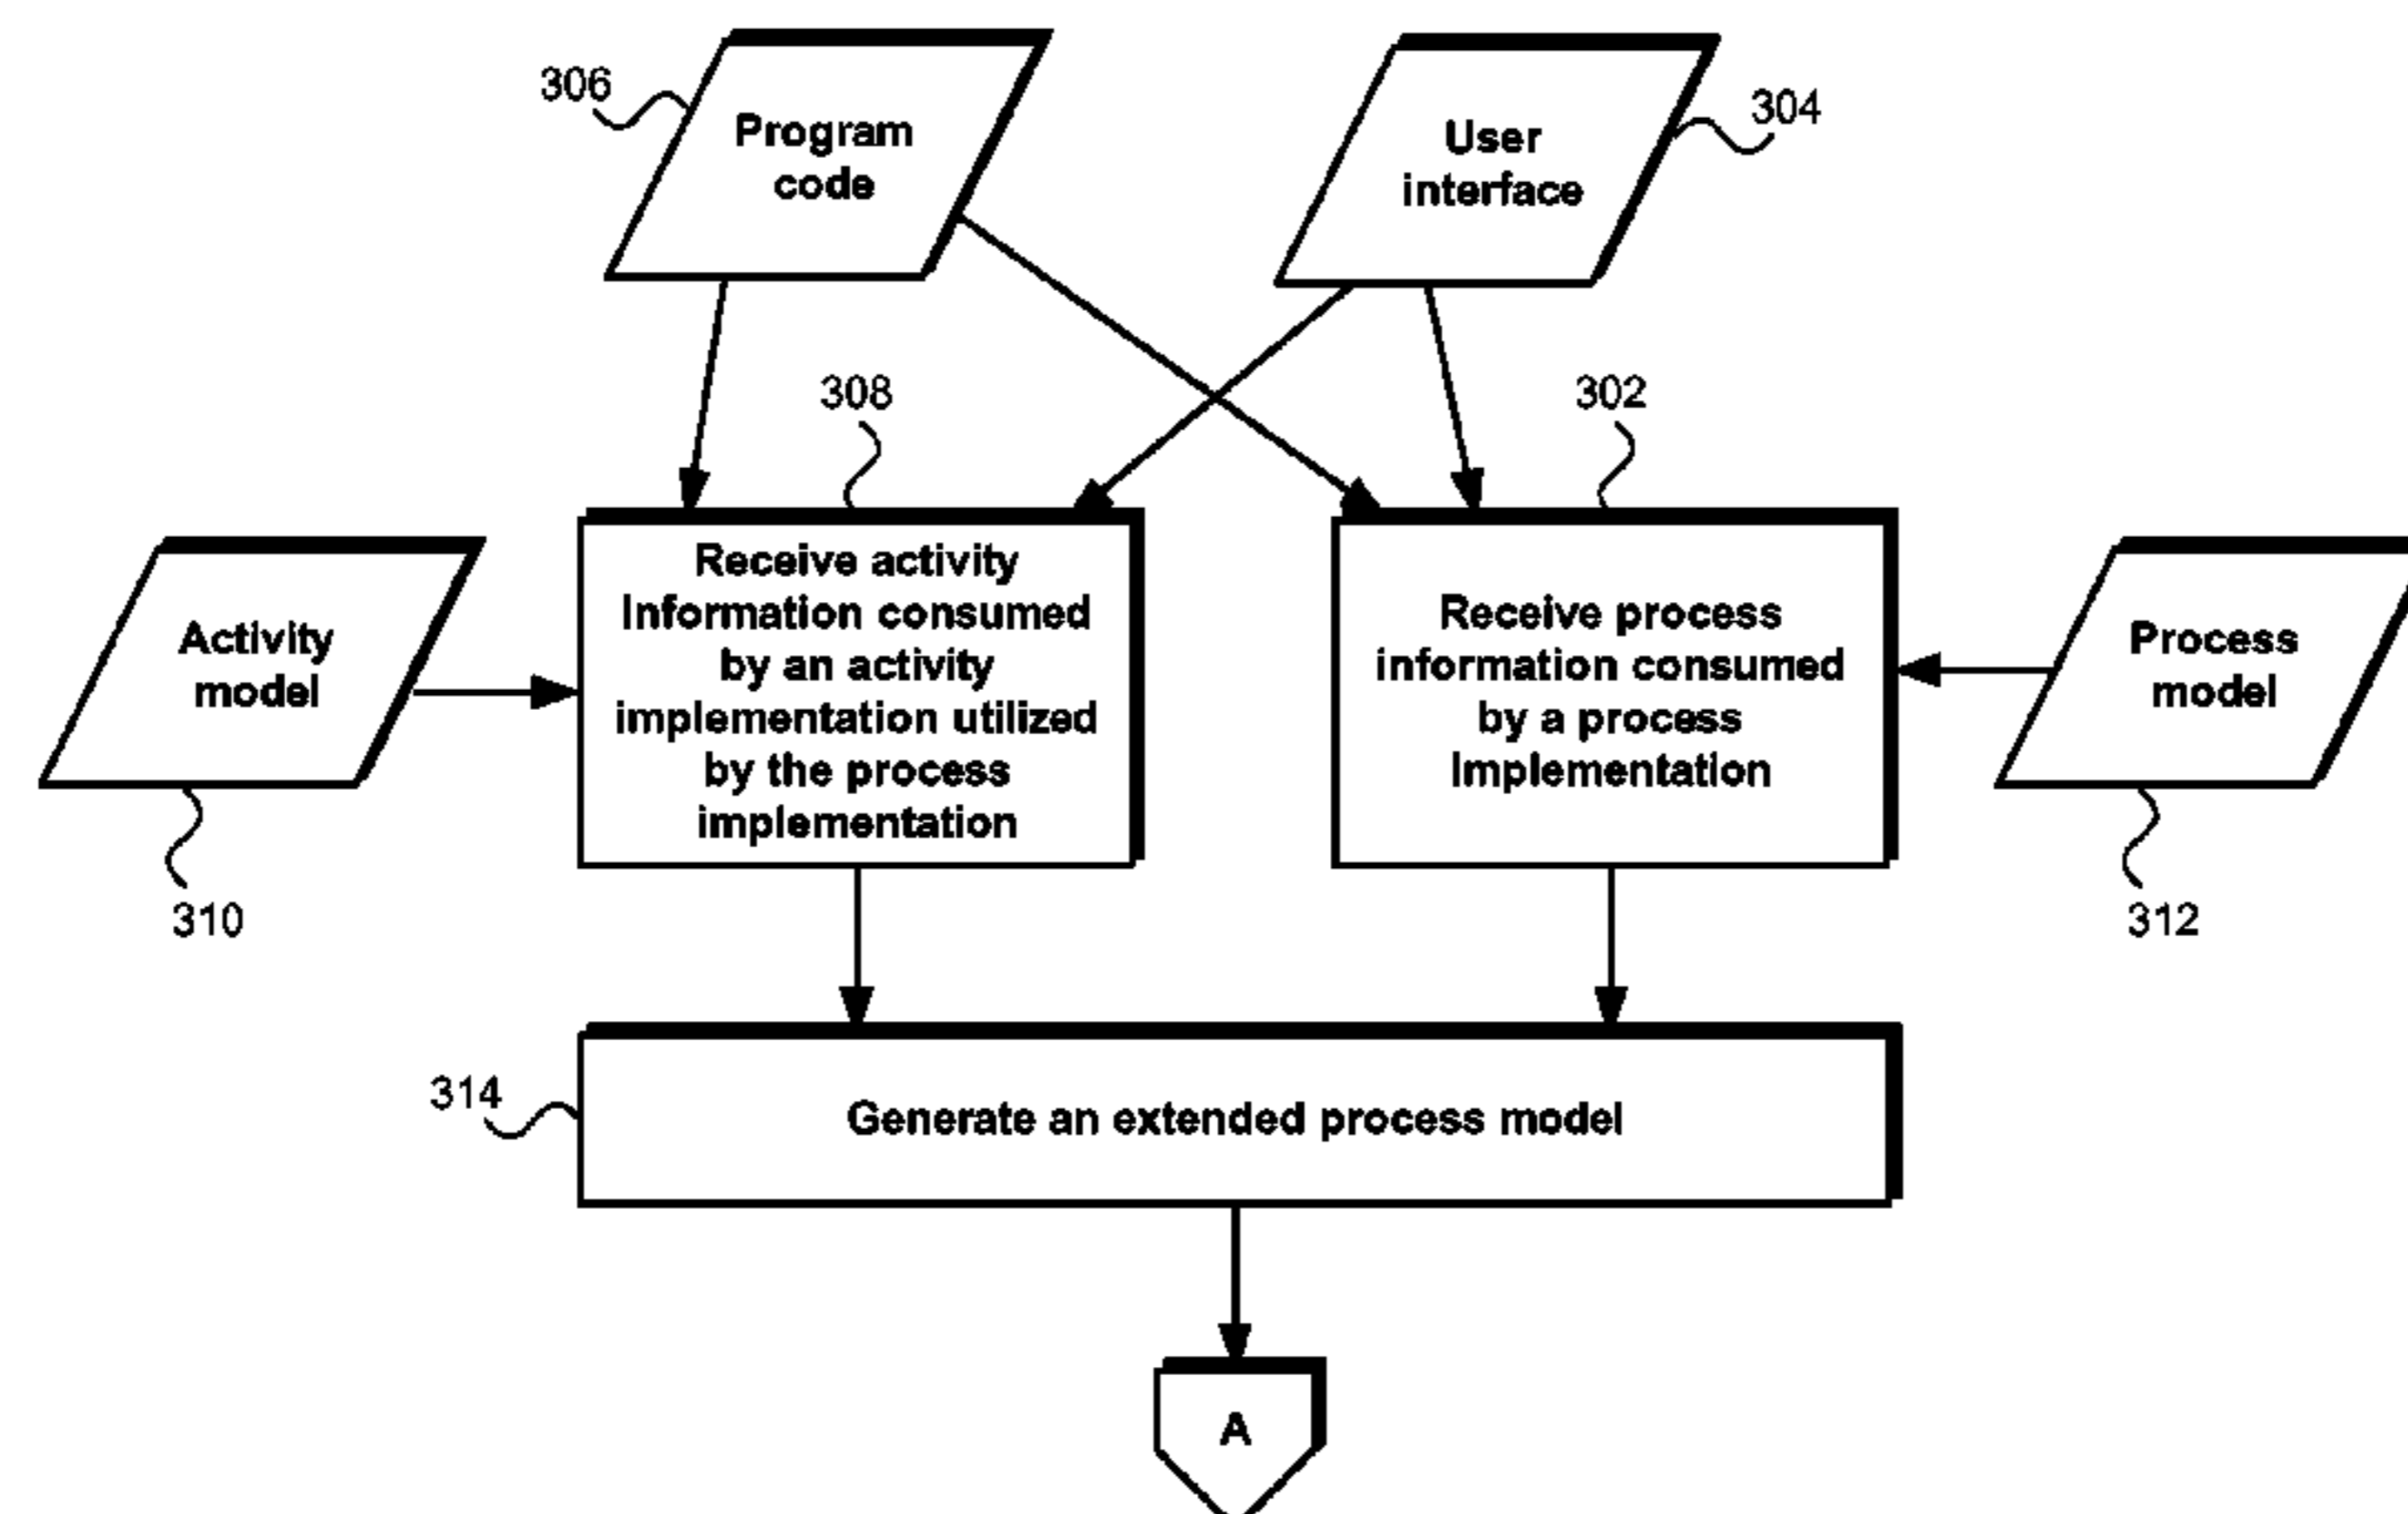 306
Program
code
User
interface
304
308
302
Activity
model
310
Receive activity
Information consumed
by an activity
implementation utilized
by the process
implementation
Receive process
information consumed
by a process
Implementation
Process
model
312
314
Generate an extended process model
A